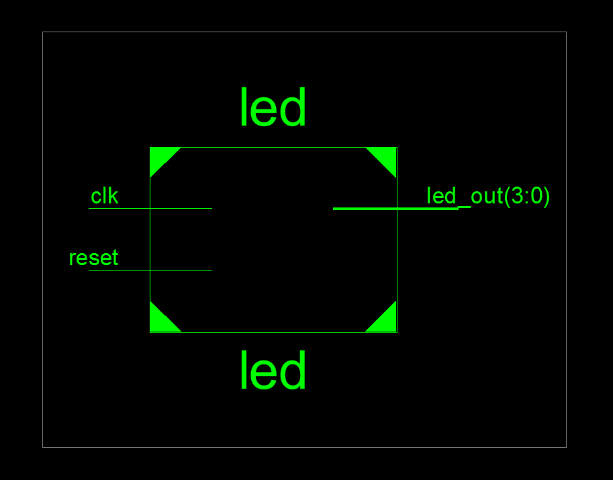 led
clk
led_out(3:0)
reset
led